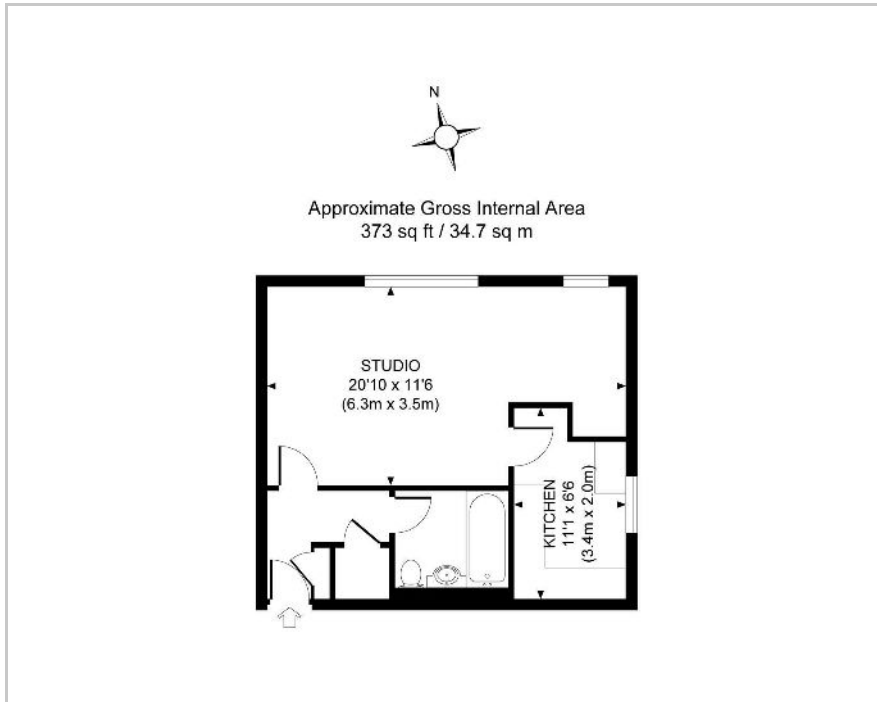 N
Approximate Gross Internal Area
373 sq ft / 34.7 sq m
STUDIO
20'10 x 11'6
(6.3m x 3.5m)
KITCHEN
11'1 x 6'6
(3.4m x 2.0m)